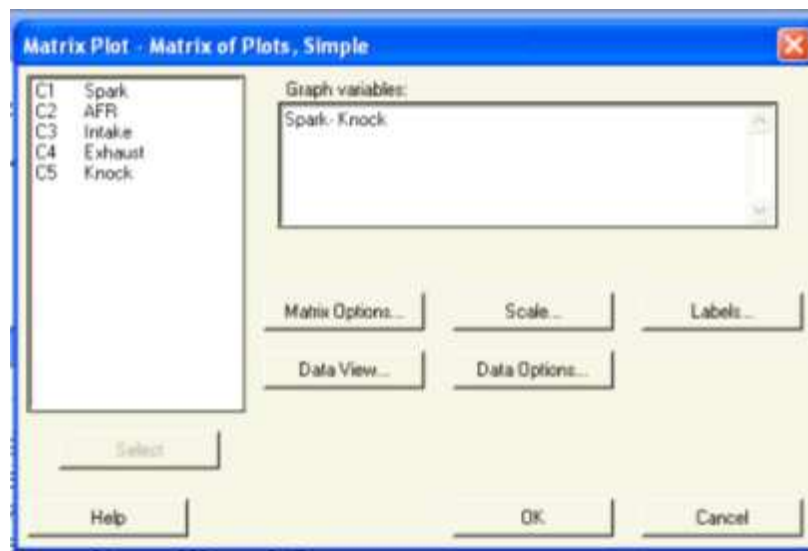 Matrix Plot - Matrix of Plots, Simple
C1 Spark
C2 AFR
C3 Intake
C4 Exhaust
C5 Knock
Graph variables:
Spark-Knock
Matrix Options...
Scale...
Labels...
Data View...
Data Options...
Select
Help
OK
Cancel